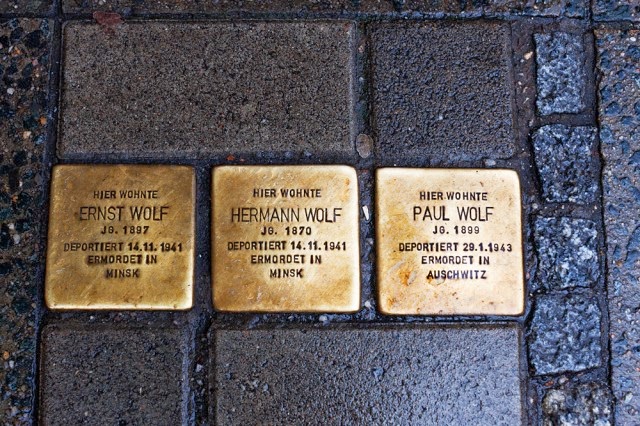 HIER WOHNTE
ERNST WOLF
JG. 1897
DEPORTIERT 14.11.1941
ERMORDET IN
MINSK
HIER WOHNTE
HERMANN WOLF
JG. 1870
DEPORTIERT 14.11.1941
ERMORDET IN
MINSK
HIER WOHNTE
PAUL WOLF
JG. 1899
DEPORTIERT 29.1.1943
ERMORDET IN
AUSCHWITZ